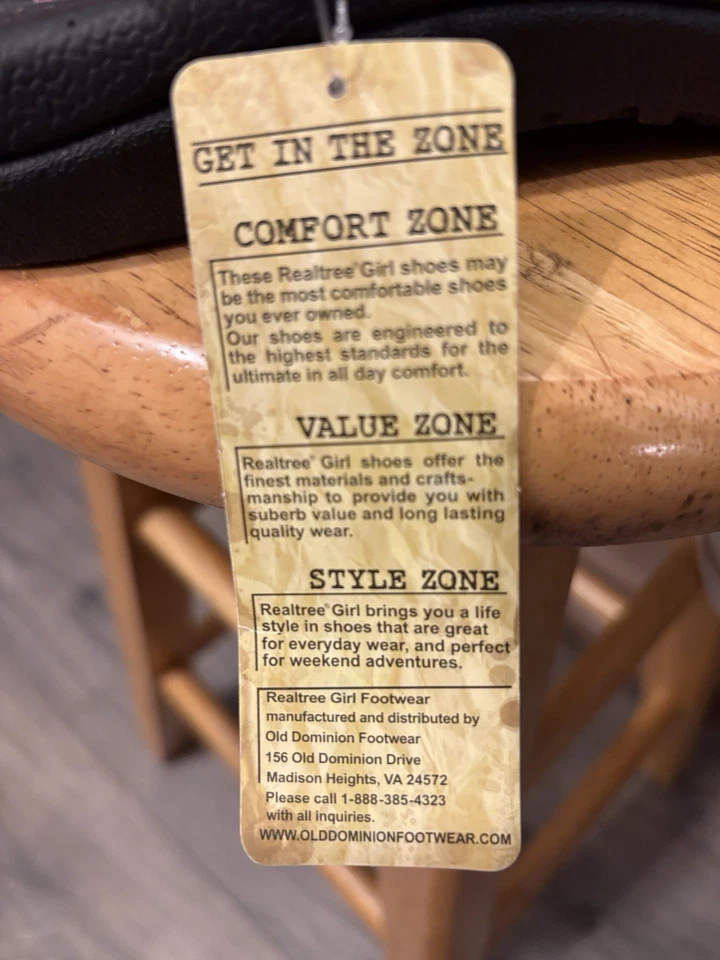 GET IN THE ZONE
COMFORT ZONE
These Realtree® Girl shoes may
be the most comfortable shoes
you ever owned.
Our shoes are engineered to
the highest standards for the
ultimate in all day comfort.
VALUE ZONE
Realtree® Girl shoes offer the
finest materials and crafts-
manship to provide you with
suberb value and long lasting
quality wear.
STYLE ZONE
Realtree® Girl brings you a life
style in shoes that are great
for everyday wear, and perfect
for weekend adventures.
Realtree Girl Footwear
manufactured and distributed by
Old Dominion Footwear
156 Old Dominion Drive
Madison Heights, VA 24572
Please call 1-888-385-4323
with all inquiries.
WWW.OLDDOMINIONFOOTWEAR.COM